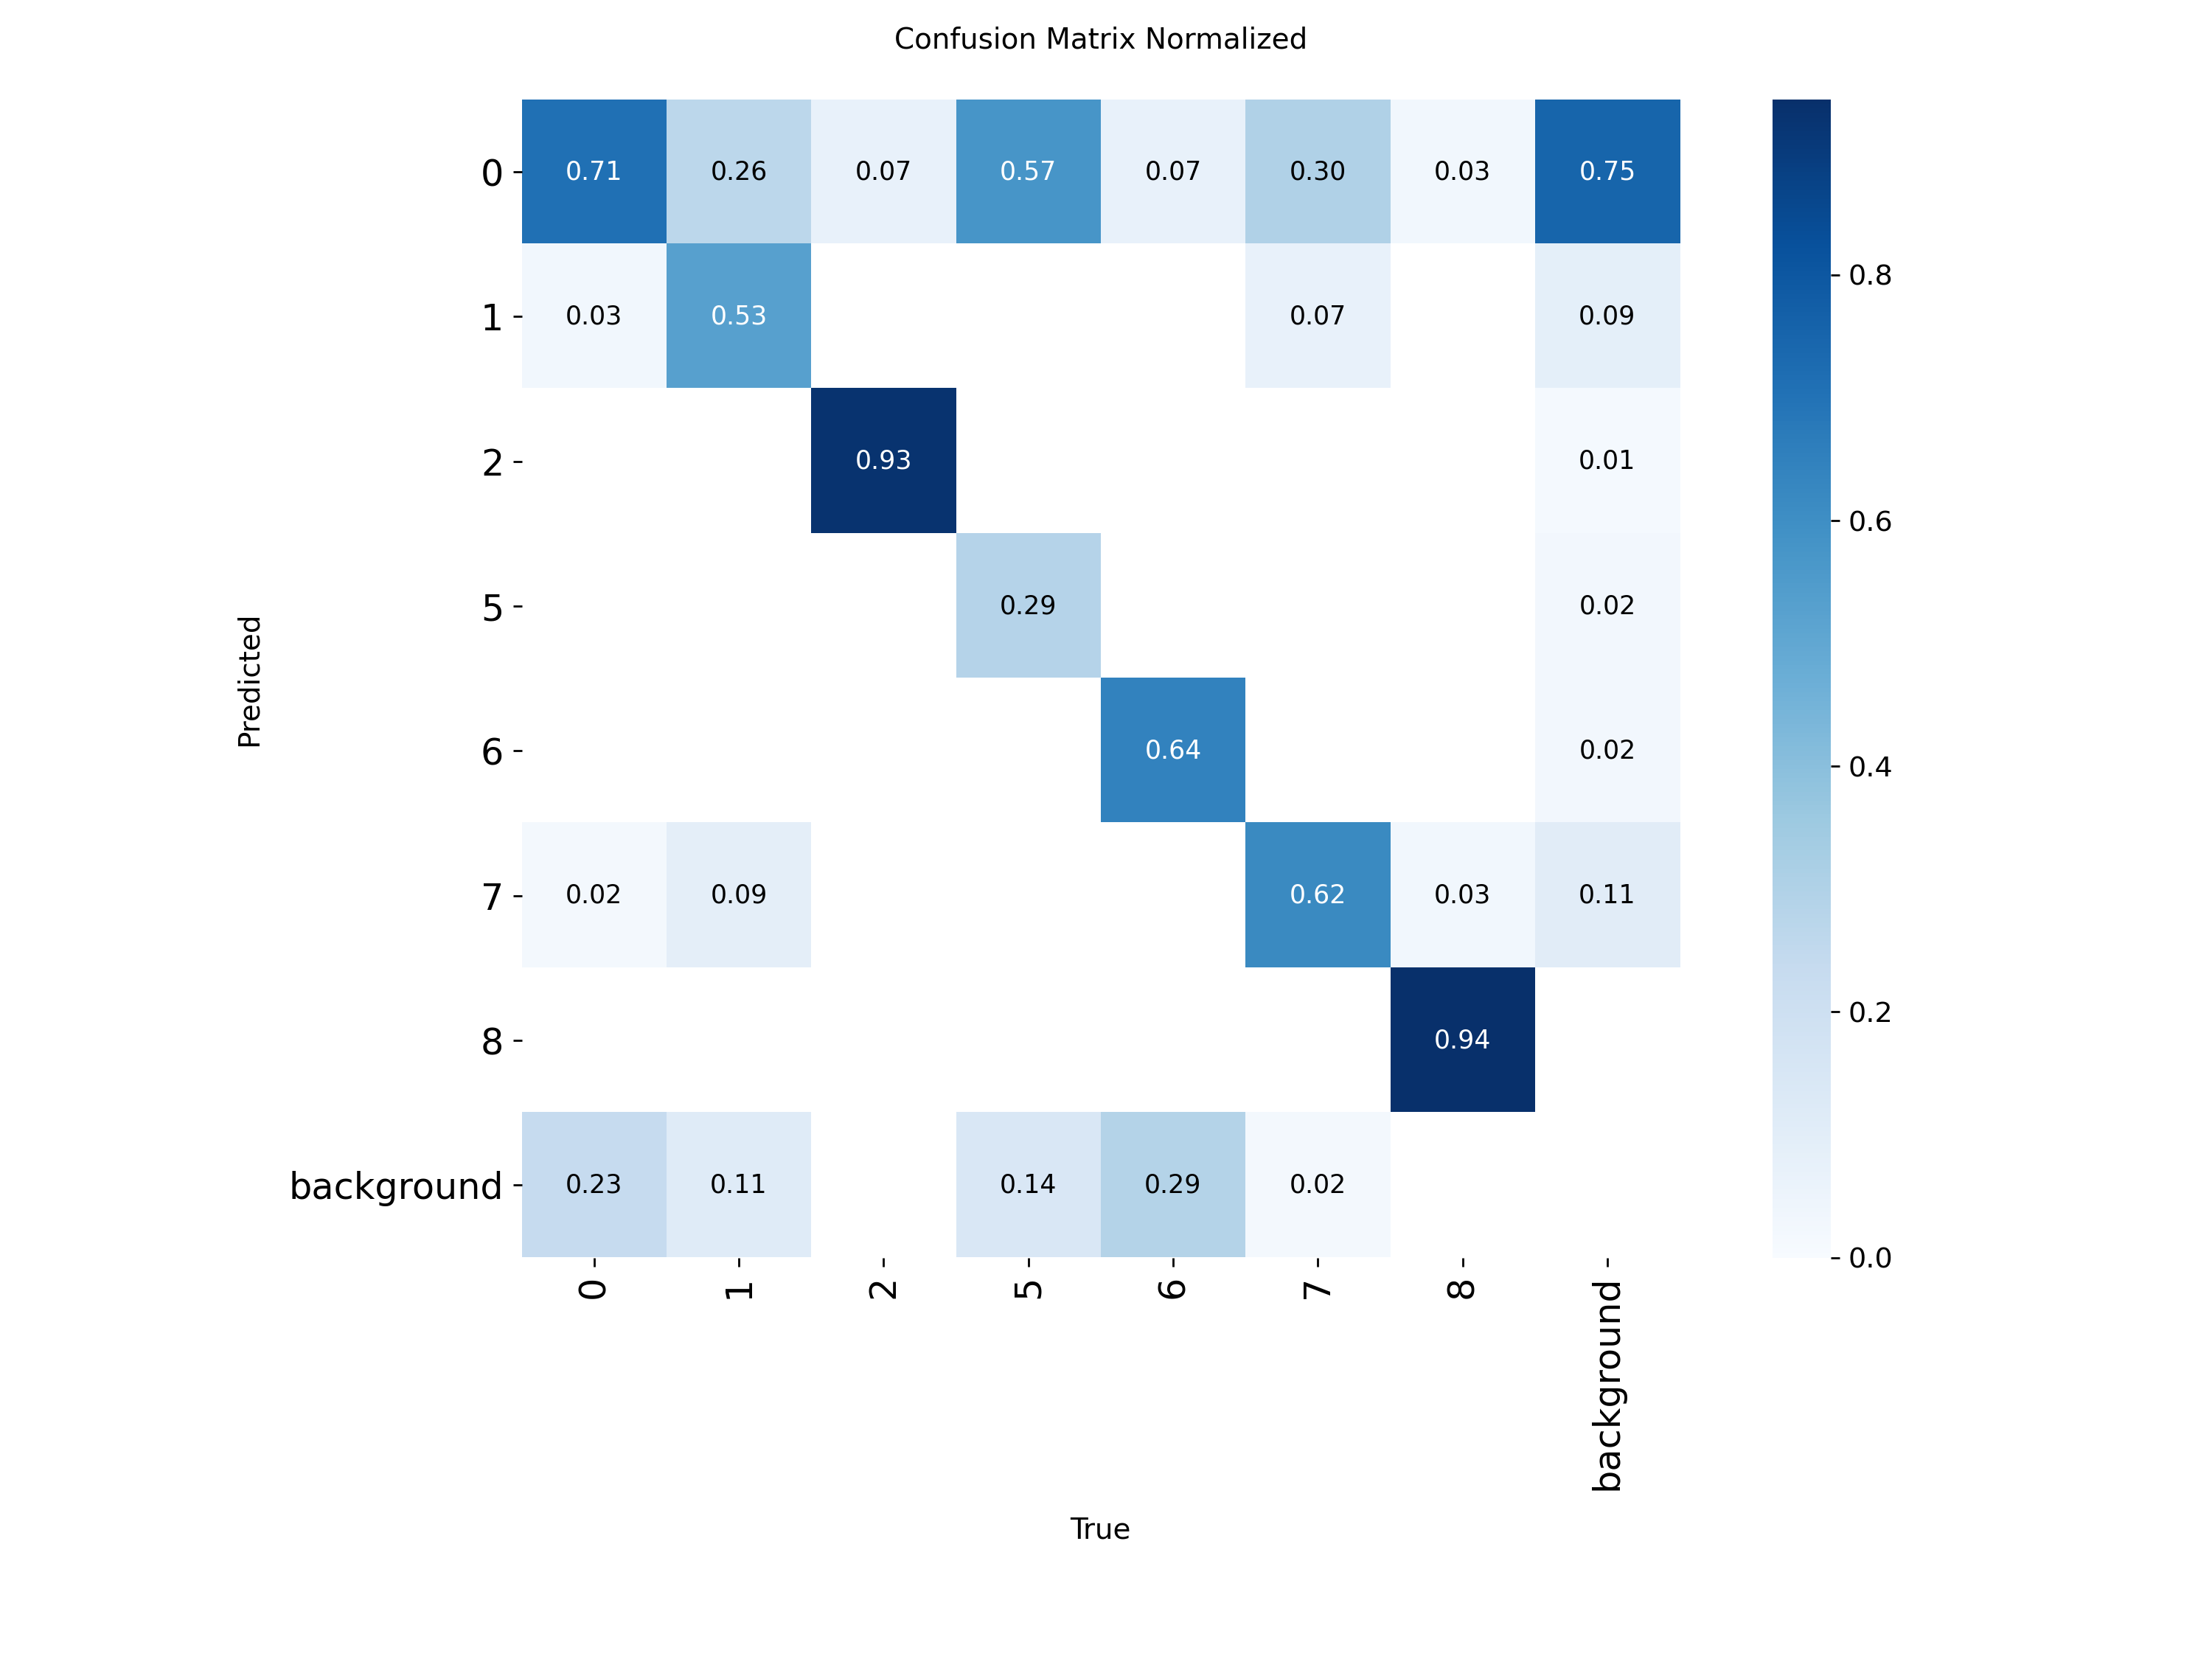 Confusion Matrix Normalized
0 0.71 0.26 0.07 0.57 0.07 0.30 0.03 0.75
1 0.03 0.53 0.07 0.09
2 0.93 0.01
5 0.29 0.02
6 0.64 0.02
7 0.02 0.09 0.62 0.03 0.11
8 0.94
background 0.23 0.11 0.14 0.29 0.02
0 1 2 5 6 7 8 background
Predicted
True
0.8
0.6
0.4
0.2
0.0